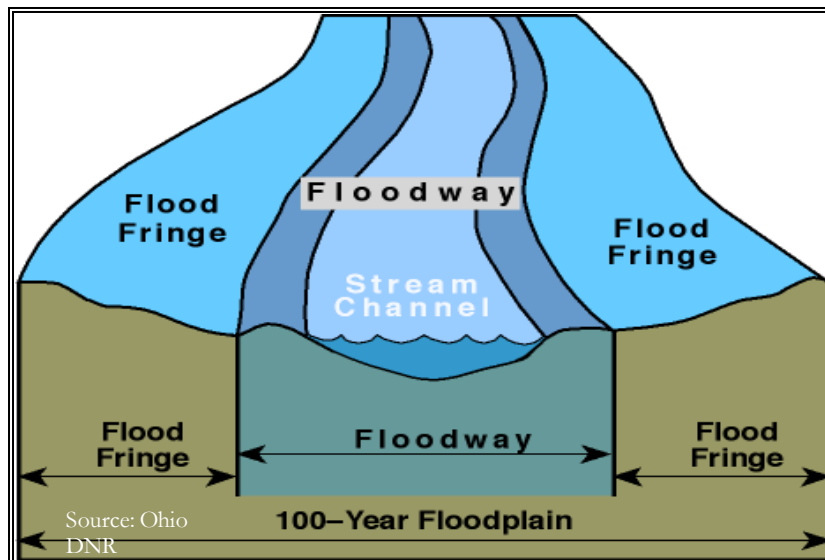 Floodway
Flood
Fringe
Flood
Fringe
Stream
Channel
Flood
Fringe
Floodway
Flood
Fringe
Source: Ohio
DNR
100–Year Floodplain